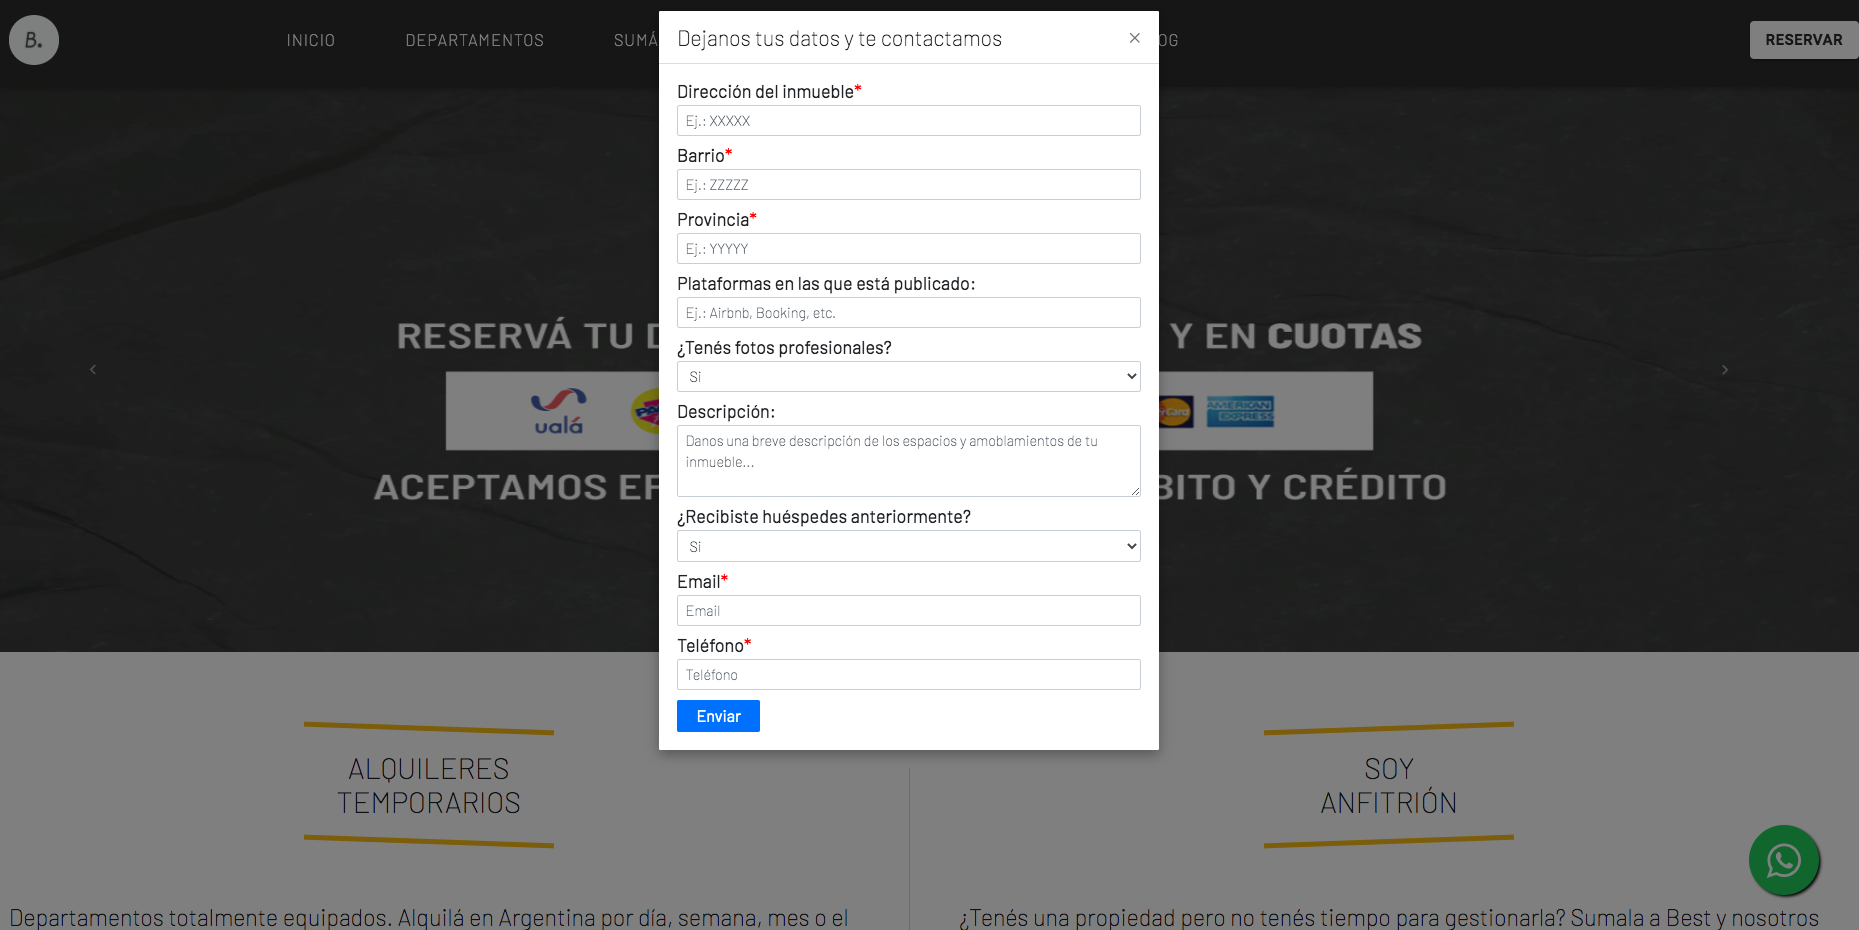 B.
INICIO
DEPARTAMENTOS
SUMÁ
OG
RESERVAR
Dejanos tus datos y te contactamos
×
Dirección del inmueble*
Ej.: XXXXX
Barrio*
Ej.: ZZZZZ
Provincia*
Ej.: YYYYY
Plataformas en las que está publicado:
Ej.: Airbnb, Booking, etc.
¿Tenés fotos profesionales?
Si
Descripción:
Danos una breve descripción de los espacios y amoblamientos de tu
inmueble...
¿Recibiste huéspedes anteriormente?
Si
Email*
Email
Teléfono*
Teléfono
Enviar
RESERVÁ TU D
Y EN CUOTAS
ualá
AMERICAN
EXPRESS
ACEPTAMOS EF
BITO Y CRÉDITO
ALQUILERES
TEMPORARIOS
SOY
ANFITRIÓN
Departamentos totalmente equipados. Alquilá en Argentina por día, semana, mes o el
¿Tenés una propiedad pero no tenés tiempo para gestionarla? Sumala a Best y nosotros